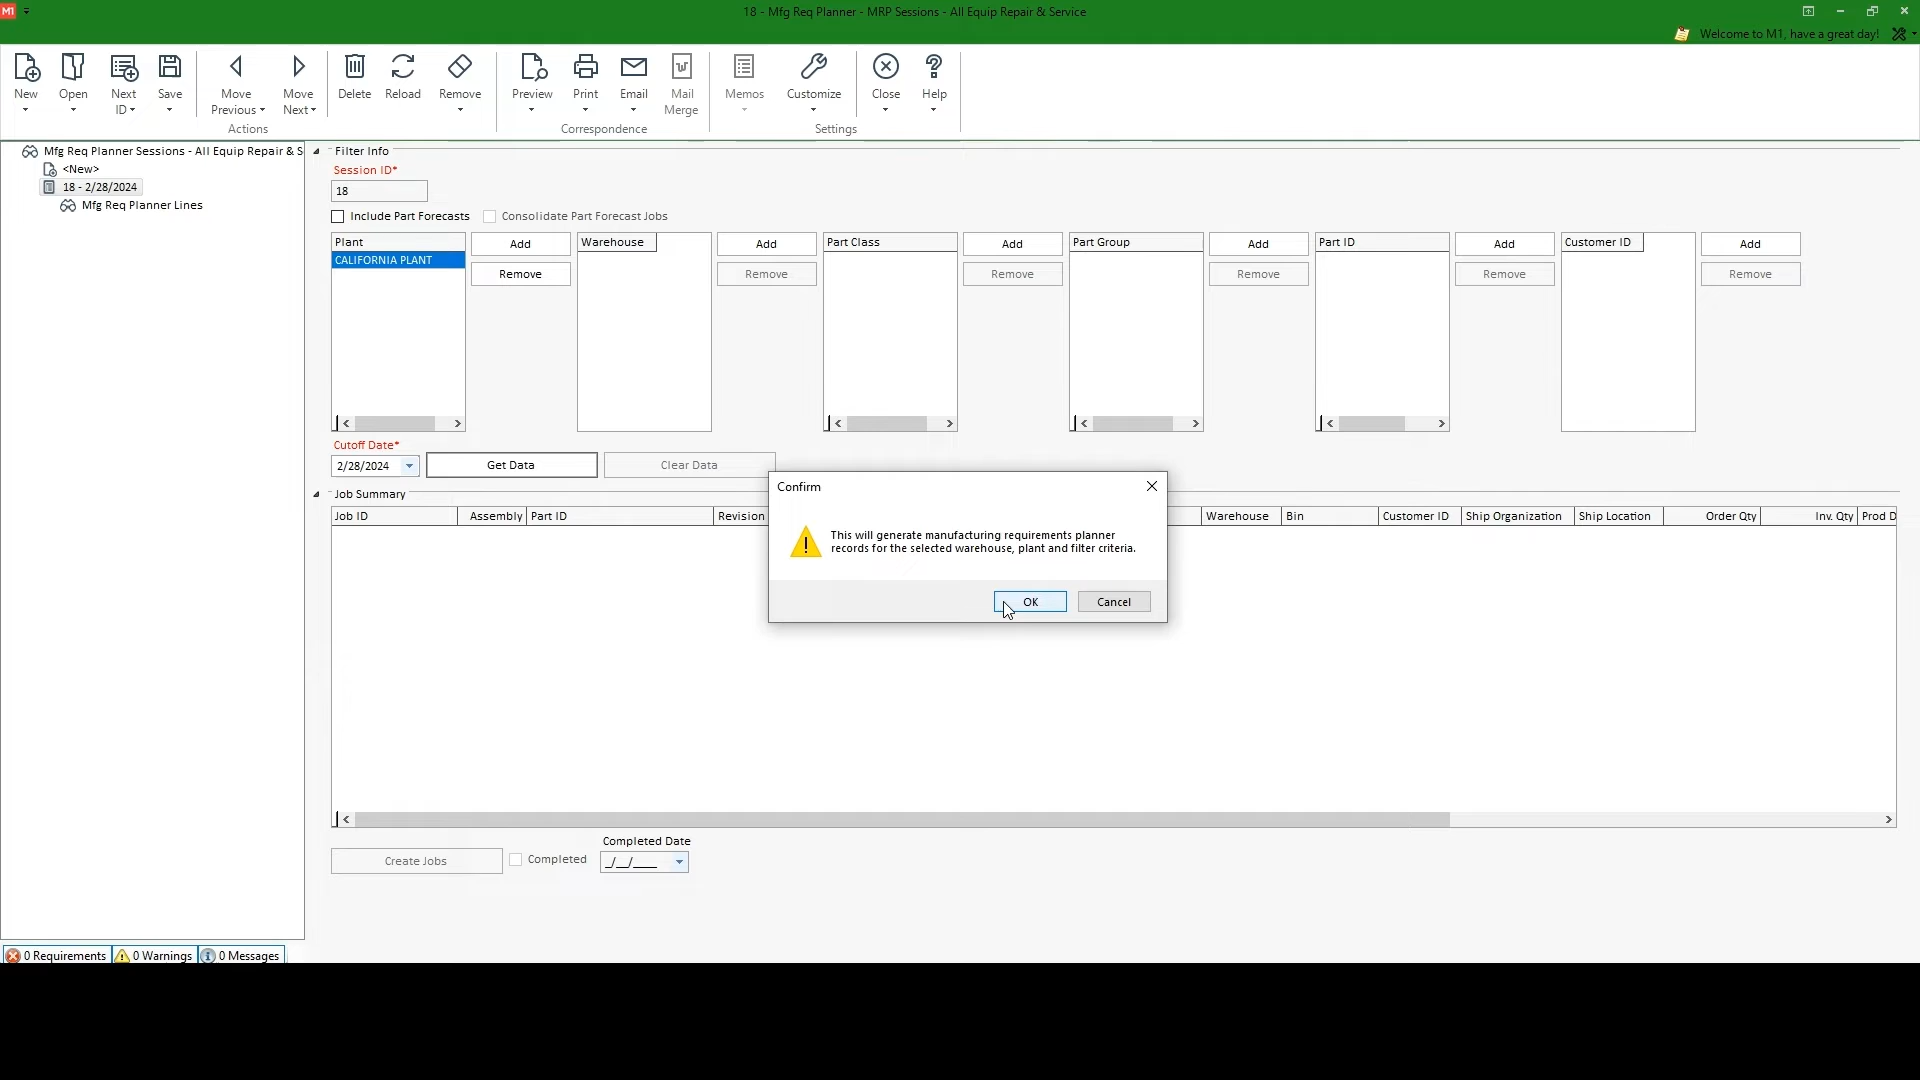 M1
18 - Mfg Req Planner - MRP Sessions - All Equip Repair & Service
Welcome to M1, have a great day!
New
Open
Next ID
Save
Move Previous
Move Next
Delete
Reload
Remove
Preview
Print
Email
Mail Merge
Memos
Customize
Close
Help
Actions
Correspondence
Settings
Mfg Req Planner Sessions - All Equip Repair & S
<New>
18 - 2/28/2024
Mfg Req Planner Lines
Filter Info
Session ID*
18
Include Part Forecasts
Consolidate Part Forecast Jobs
Plant
CALIFORNIA PLANT
Add
Remove
Warehouse
Add
Remove
Part Class
Add
Remove
Part Group
Add
Remove
Part ID
Add
Remove
Customer ID
Add
Remove
Cutoff Date*
2/28/2024
Get Data
Clear Data
Job Summary
Job ID
Assembly
Part ID
Revision
Warehouse
Bin
Customer ID
Ship Organization
Ship Location
Order Qty
Inv. Qty
Prod D
Confirm
This will generate manufacturing requirements planner
records for the selected warehouse, plant and filter criteria.
OK
Cancel
Create Jobs
Completed
Completed Date
_/__/____
0 Requirements
0 Warnings
0 Messages